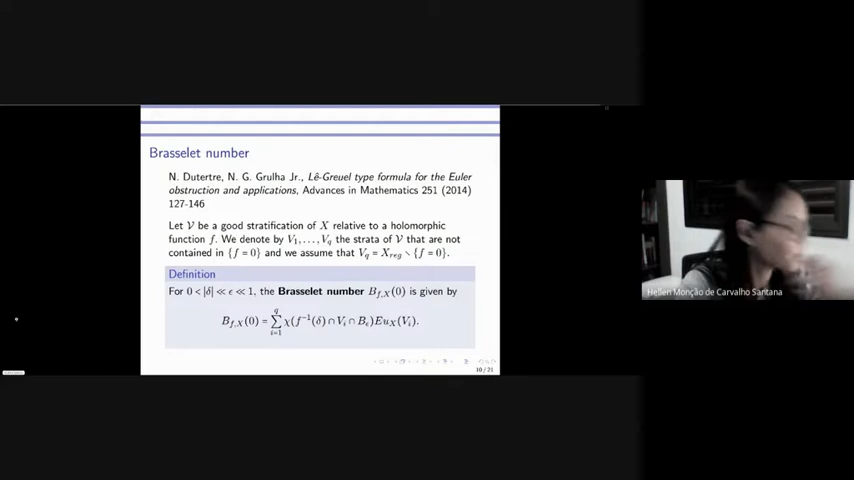 Brasselet number
N. Dutertre, N. G. Grulha Jr., Lê-Greuel type formula for the Euler
obstruction and applications, Advances in Mathematics 251 (2014)
127-146
Let 𝒱 be a good stratification of X relative to a holomorphic
function f. We denote by V₁, . . . , V_q the strata of 𝒱 that are not
contained in {f = 0} and we assume that V_q = X_reg ∖ {f = 0}.
Definition
For 0 < |δ| ≪ ϵ ≪ 1, the Brasselet number B_{f,X}(0) is given by
B_{f,X}(0) = ∑_{i=1}^{q} χ(f⁻¹(δ) ∩ V_i ∩ B_ϵ)Eu_X(V_i).
10 / 21
Hellen Monção de Carvalho Santana